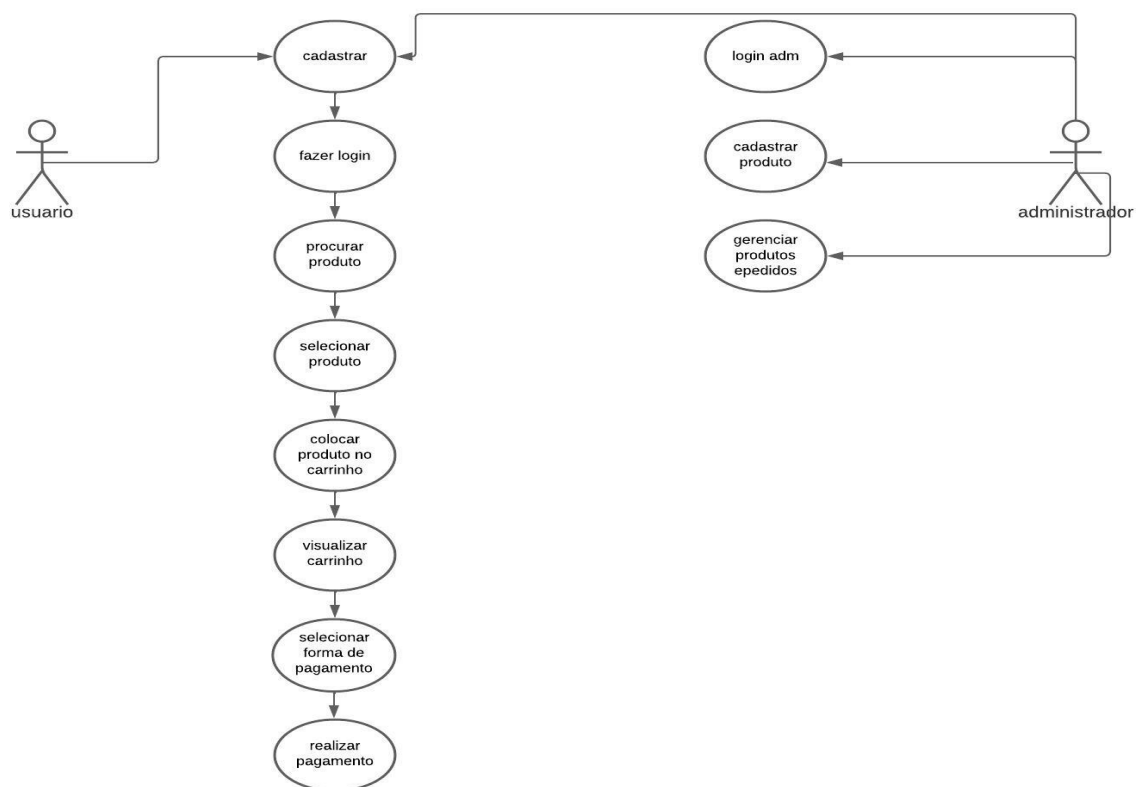 cadastrar
login adm
fazer login
cadastrar
produto
usuario
administrador
procurar
produto
gerenciar
produtos
epedidos
selecionar
produto
colocar
produto no
carrinho
visualizar
carrinho
selecionar
forma de
pagamento
realizar
pagamento